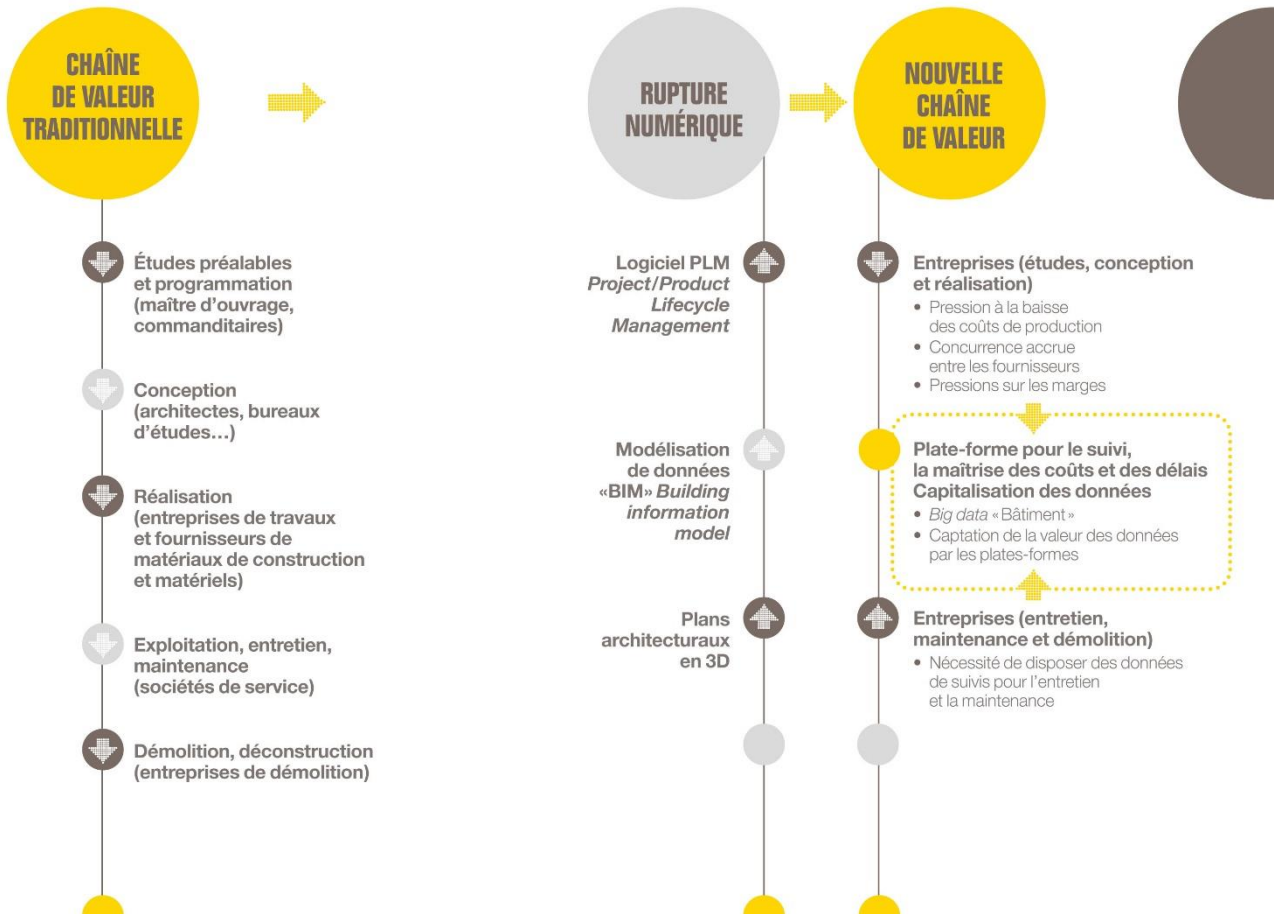 CHAÎNE
DE VALEUR
TRADITIONNELLE
Études préalables
et programmation
(maître d'ouvrage,
commanditaires)
Conception
(architectes, bureaux
d'études…)
Réalisation
(entreprises de travaux
et fournisseurs de
matériaux de construction
et matériels)
Exploitation, entretien,
maintenance
(sociétés de service)
Démolition, déconstruction
(entreprises de démolition)
RUPTURE
NUMÉRIQUE
Logiciel PLM
Project/Product
Lifecycle
Management
Modélisation
de données
«BIM» Building
information
model
Plans
architecturaux
en 3D
NOUVELLE
CHAÎNE
DE VALEUR
Entreprises (études, conception
et réalisation)
• Pression à la baisse
des coûts de production
• Concurrence accrue
entre les fournisseurs
• Pressions sur les marges
Plate-forme pour le suivi,
la maîtrise des coûts et des délais
Capitalisation des données
• Big data «Bâtiment»
• Captation de la valeur des données
par les plates-formes
Entreprises (entretien,
maintenance et démolition)
• Nécessité de disposer des données
de suivis pour l'entretien
et la maintenance